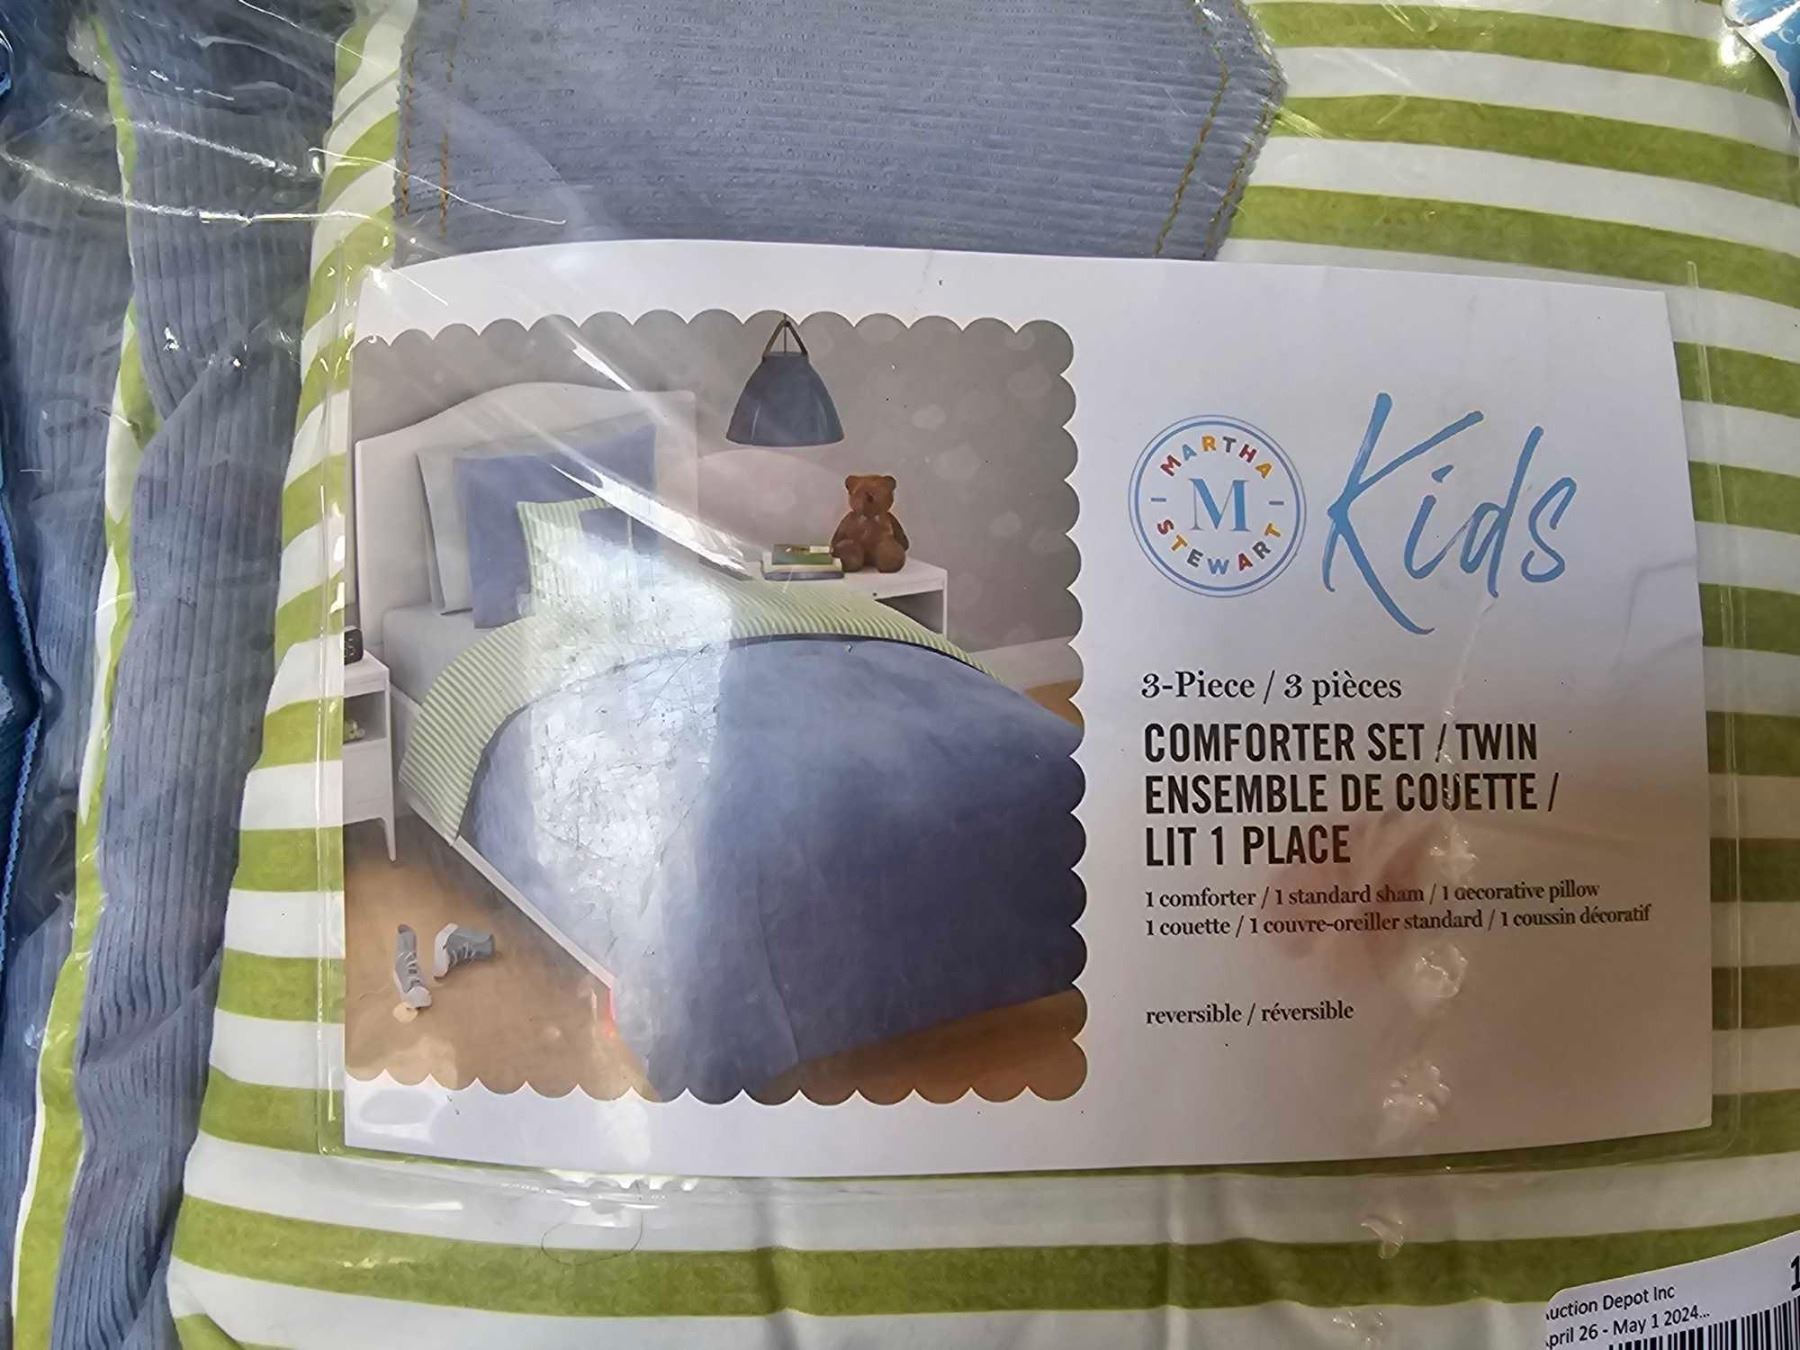 MARTHA
M
STEWART
Kids
3-Piece / 3 pièces
COMFORTER SET / TWIN
ENSEMBLE DE COUETTE /
LIT 1 PLACE
1 comforter / 1 standard sham / 1 decorative pillow
1 couette / 1 couvre-oreiller standard / 1 coussin décoratif
reversible / réversible
uction Depot Inc
pril 26 - May 1 2024...
1